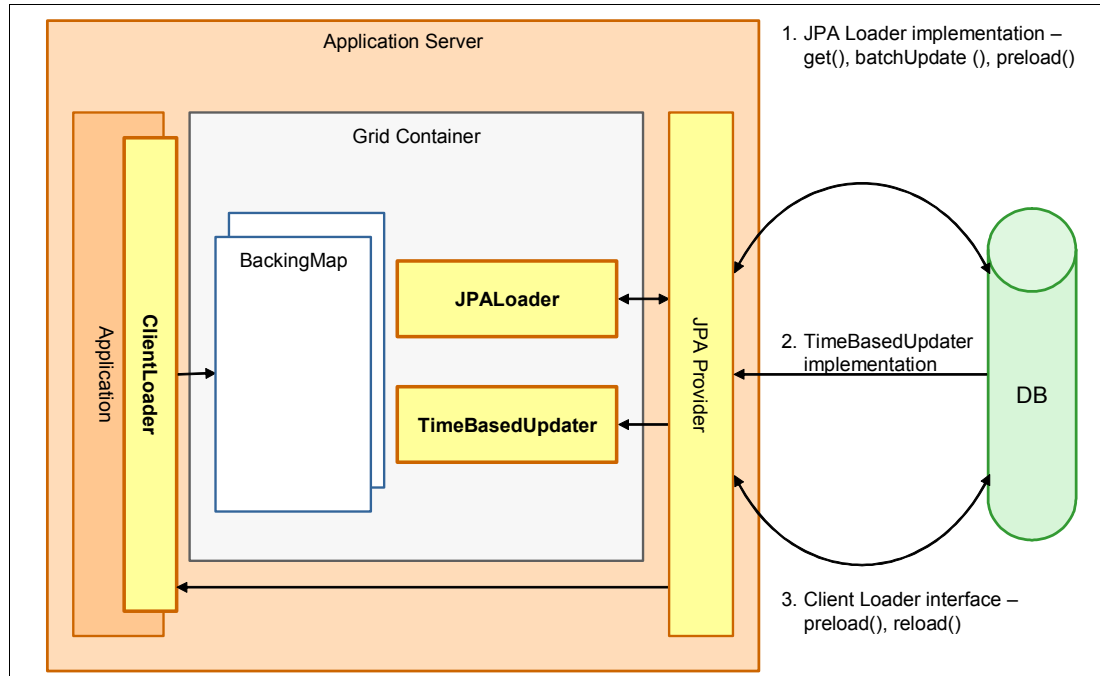 Application Server
1. JPA Loader implementation –
get(), batchUpdate (), preload()
Grid Container
BackingMap
JPALoader
Application
ClientLoader
JPA Provider
2. TimeBasedUpdater
implementation
TimeBasedUpdater
DB
3. Client Loader interface –
preload(), reload()